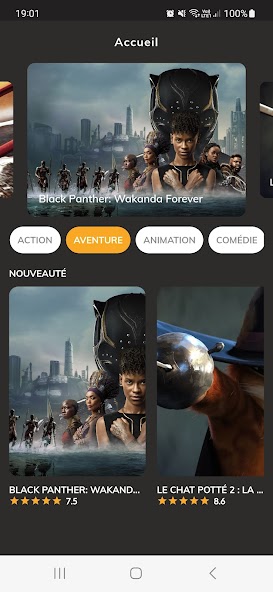 19:01
100%
Accueil
L
Black Panther: Wakanda Forever
ACTION AVENTURE ANIMATION COMÉDIE
NOUVEAUTÉ
BLACK PANTHER: WAKAND... LE CHAT POTTÉ 2 : LA ...
7.5 8.6